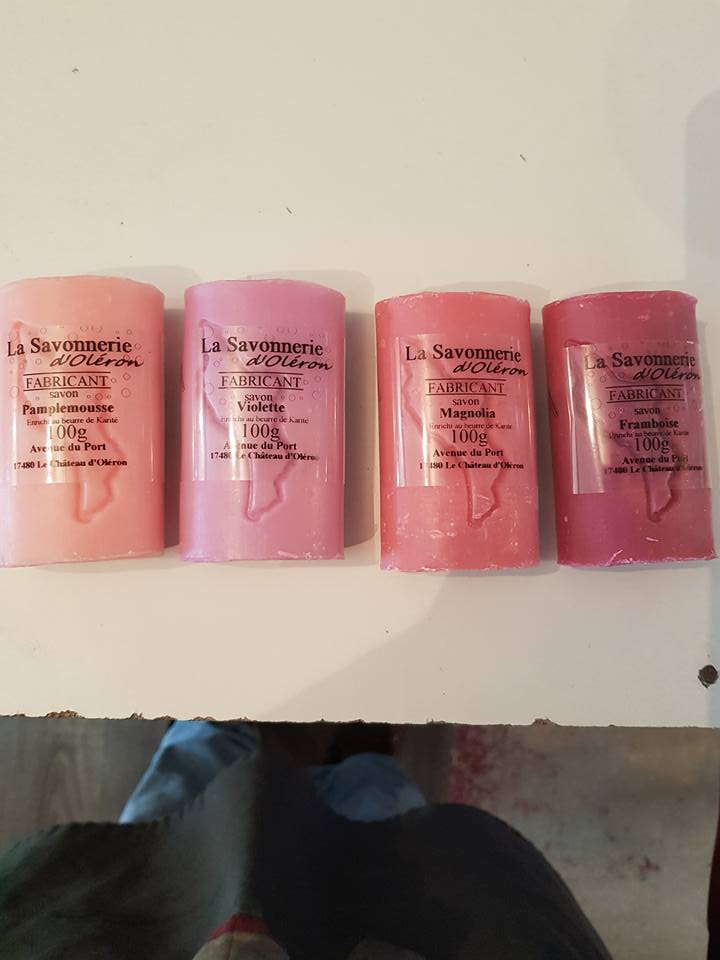 La Savonnerie
d'Oléron
FABRICANT
savon
Pamplemousse
Enrichi au beurre de Karité
100g
Avenue du Port
17480 Le Château d'Oléron
La Savonnerie
d'Oléron
FABRICANT
savon
Violette
Enrichi au beurre de Karité
100g
Avenue du Port
17480 Le Château d'Oléron
La Savonnerie
d'Oléron
FABRICANT
savon
Magnolia
Enrichi au beurre de Karité
100g
Avenue du Port
17480 Le Château d'Oléron
La Savonnerie
d'Oléron
FABRICANT
savon
Framboise
Enrichi au beurre de Karité
100g
Avenue du Port
17480 Le Château d'Oléron